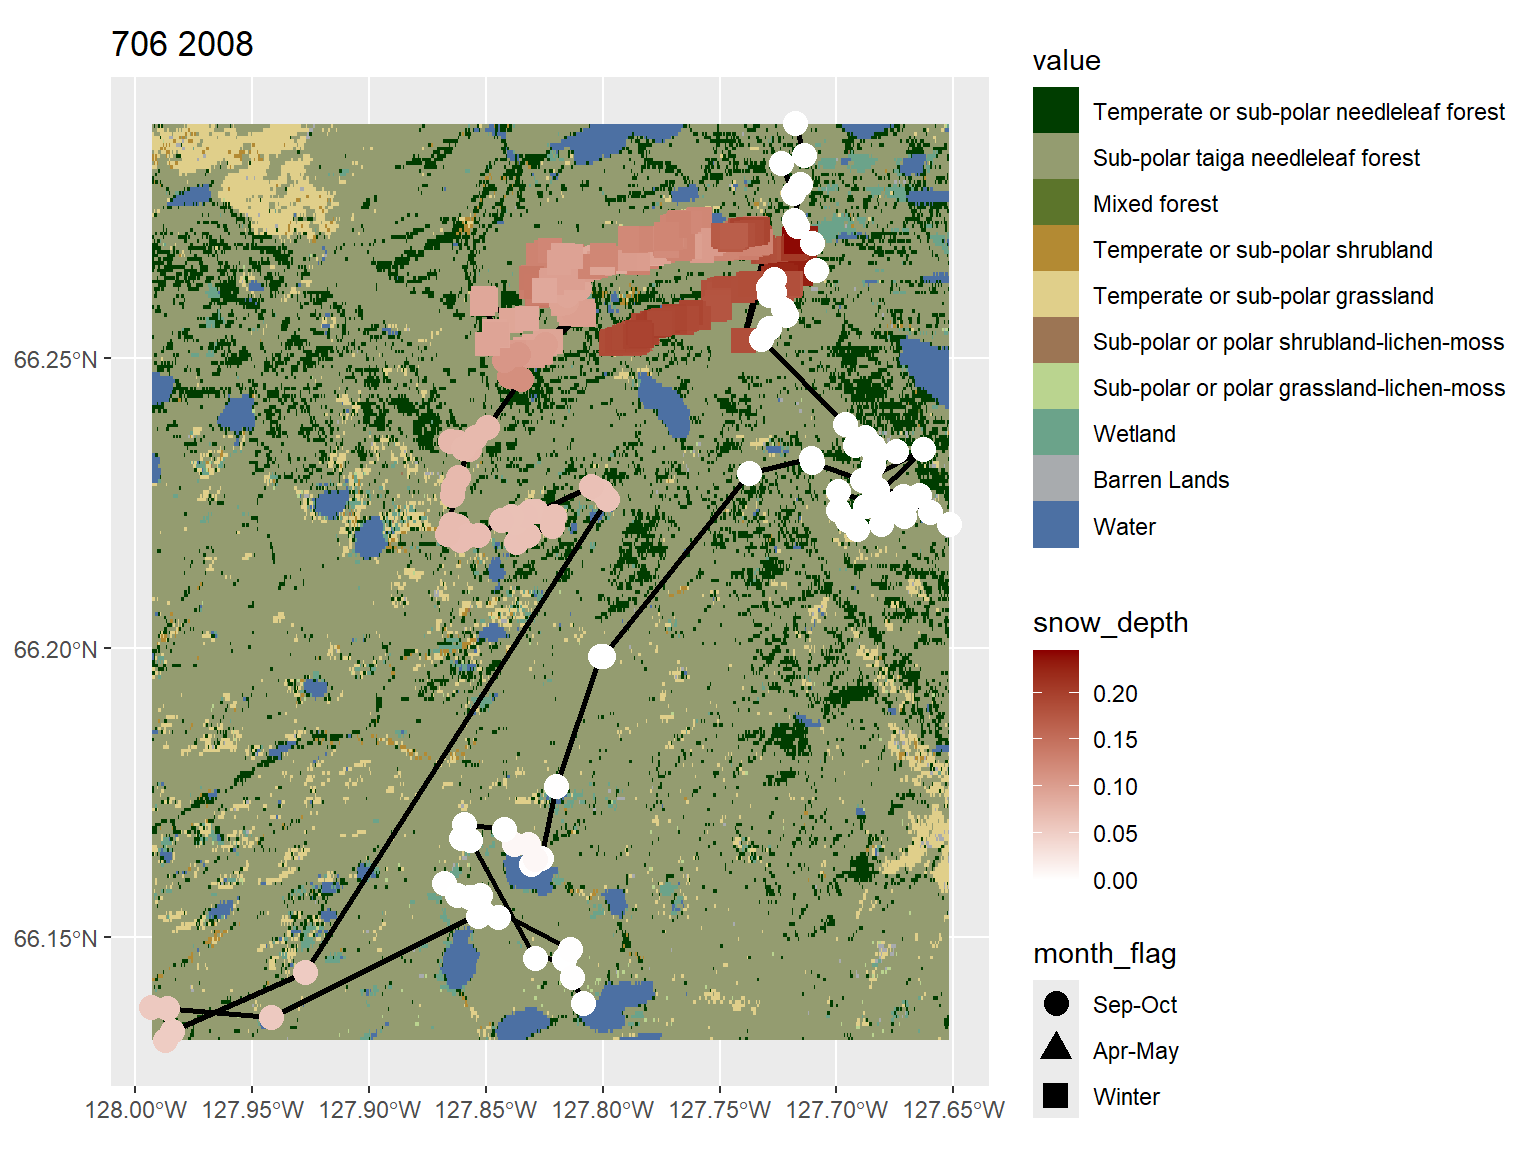 706 2008
value
Temperate or sub-polar needleleaf forest
Sub-polar taiga needleleaf forest
Mixed forest
Temperate or sub-polar shrubland
Temperate or sub-polar grassland
Sub-polar or polar shrubland-lichen-moss
Sub-polar or polar grassland-lichen-moss
Wetland
Barren Lands
Water
snow_depth
0.20
0.15
0.10
0.05
0.00
month_flag
Sep-Oct
Apr-May
Winter
66.25°N
66.20°N
66.15°N
128.00°W 127.95°W 127.90°W 127.85°W 127.80°W 127.75°W 127.70°W 127.65°W